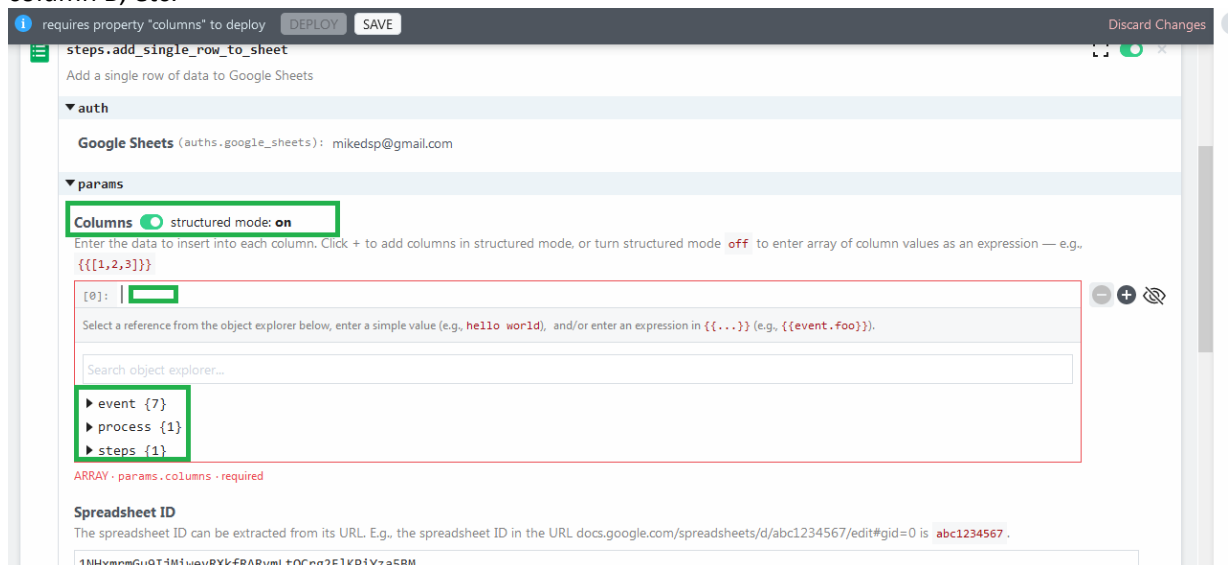 requires property "columns" to deploy DEPLOY SAVE Discard Changes
steps.add_single_row_to_sheet
Add a single row of data to Google Sheets
auth
Google Sheets (auths.google_sheets): mikedsp@gmail.com
params
Columns structured mode: on
Enter the data to insert into each column. Click + to add columns in structured mode, or turn structured mode off to enter array of column values as an expression — e.g.,
{{[1,2,3]}}
[0]:
Select a reference from the object explorer below, enter a simple value (e.g., hello world), and/or enter an expression in {{...}} (e.g., {{event.foo}}).
Search object explorer...
event {7}
process {1}
steps {1}
ARRAY · params.columns · required
Spreadsheet ID
The spreadsheet ID can be extracted from its URL. E.g., the spreadsheet ID in the URL docs.google.com/spreadsheets/d/abc1234567/edit#gid=0 is abc1234567 .